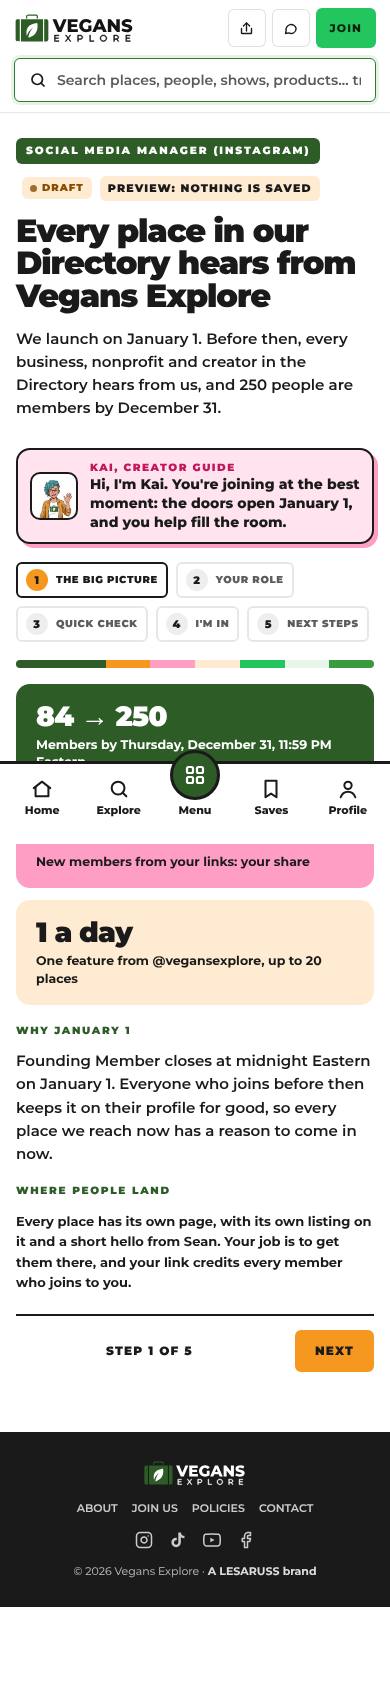 VEGANS
EXPLORE
JOIN
Search places, people, shows, products...
SOCIAL MEDIA MANAGER (INSTAGRAM)
DRAFT
PREVIEW: NOTHING IS SAVED
Every place in our
Directory hears from
Vegans Explore
We launch on January 1. Before then, every
business, nonprofit and creator in the
Directory hears from us, and 250 people are
members by December 31.
KAI, CREATOR GUIDE
Hi, I'm Kai. You're joining at the best
moment: the doors open January 1,
and you help fill the room.
1 THE BIG PICTURE
2 YOUR ROLE
3 QUICK CHECK
4 I'M IN
5 NEXT STEPS
84 → 250
Members by Thursday, December 31, 11:59 PM
Home
Explore
Menu
Saves
Profile
New members from your links: your share
1 a day
One feature from @vegansexplore, up to 20
places
WHY JANUARY 1
Founding Member closes at midnight Eastern
on January 1. Everyone who joins before then
keeps it on their profile for good, so every
place we reach now has a reason to come in
now.
WHERE PEOPLE LAND
Every place has its own page, with its own listing on
it and a short hello from Sean. Your job is to get
them there, and your link credits every member
who joins to you.
STEP 1 OF 5
NEXT
VEGANS
EXPLORE
ABOUT JOIN US POLICIES CONTACT
© 2026 Vegans Explore · A LESARUSS brand